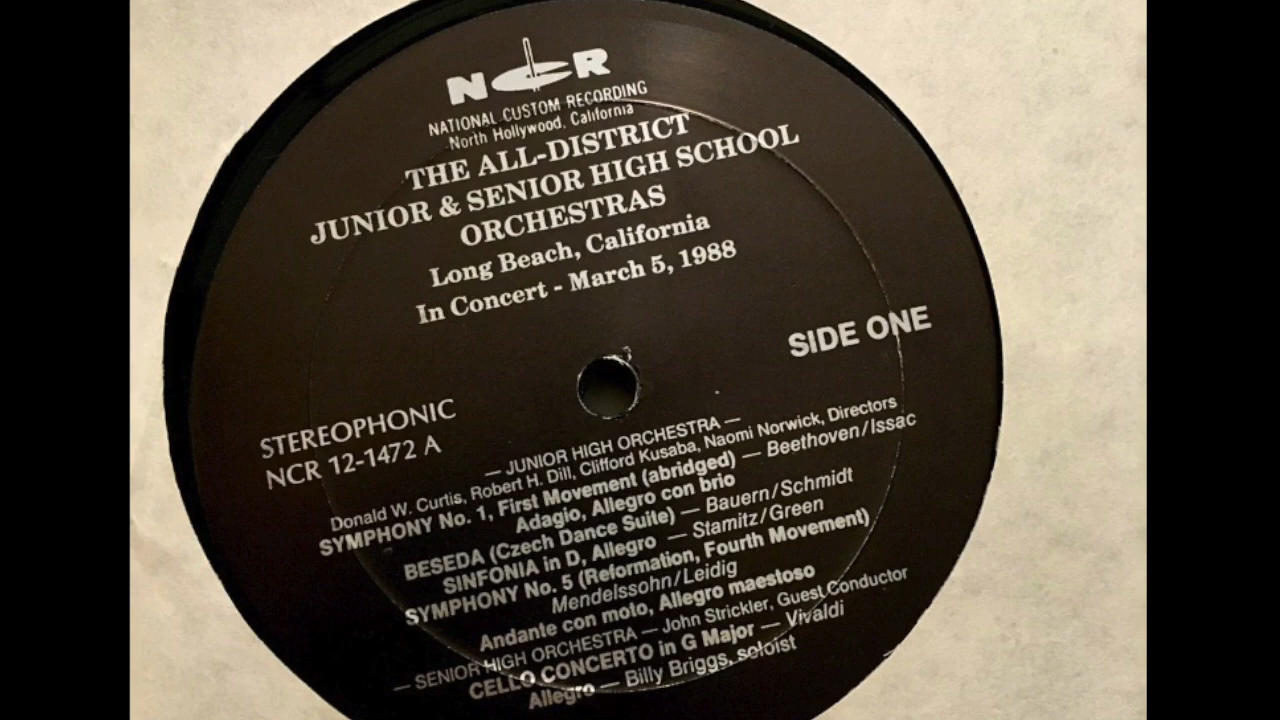 NCR
NATIONAL CUSTOM RECORDING
North Hollywood, California
THE ALL-DISTRICT
JUNIOR & SENIOR HIGH SCHOOL
ORCHESTRAS
Long Beach, California
In Concert - March 5, 1988
SIDE ONE
STEREOPHONIC
NCR 12-1472 A
— JUNIOR HIGH ORCHESTRA —
Donald W. Curtis, Robert H. Dill, Clifford Kusaba, Naomi Norwick, Directors
SYMPHONY No. 1, First Movement (abridged) — Beethoven/Issac
Adagio, Allegro con brio
BESEDA (Czech Dance Suite) — Bauern/Schmidt
SINFONIA in D, Allegro — Stamitz/Green
SYMPHONY No. 5 (Reformation, Fourth Movement)
Mendelssohn/Leidig
Andante con moto, Allegro maestoso
— SENIOR HIGH ORCHESTRA — John Strickler, Guest Conductor
CELLO CONCERTO in G Major — Vivaldi
Allegro — Billy Briggs, soloist